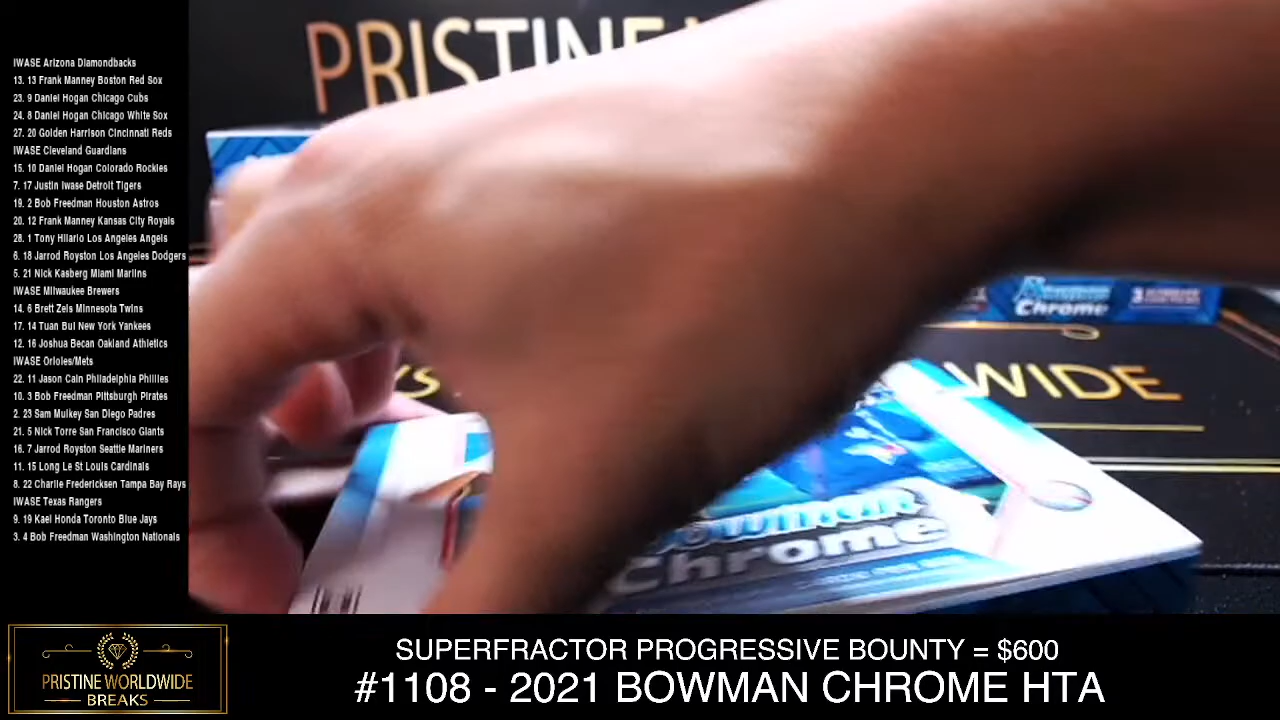 IWASE Arizona Diamondbacks
13. 13 Frank Manney Boston Red Sox
23. 9 Daniel Hogan Chicago Cubs
24. 8 Daniel Hogan Chicago White Sox
27. 20 Golden Harrison Cincinnati Reds
IWASE Cleveland Guardians
15. 10 Daniel Hogan Colorado Rockies
7. 17 Justin Iwase Detroit Tigers
19. 2 Bob Freedman Houston Astros
20. 12 Frank Manney Kansas City Royals
28. 1 Tony Hilario Los Angeles Angels
6. 18 Jarrod Royston Los Angeles Dodgers
5. 21 Nick Kasberg Miami Marlins
IWASE Milwaukee Brewers
14. 6 Brett Zels Minnesota Twins
17. 14 Tuan Bui New York Yankees
12. 16 Joshua Becan Oakland Athletics
IWASE Orioles/Mets
22. 11 Jason Cain Philadelphia Phillies
10. 3 Bob Freedman Pittsburgh Pirates
2. 23 Sam Mulkey San Diego Padres
21. 5 Nick Torre San Francisco Giants
16. 7 Jarrod Royston Seattle Mariners
11. 15 Long Le St Louis Cardinals
8. 22 Charlie Fredericksen Tampa Bay Rays
IWASE Texas Rangers
9. 19 Kael Honda Toronto Blue Jays
3. 4 Bob Freedman Washington Nationals
PRISTINE
Bowman
Chrome
3
WIDE
Bowman
Chrome
PRISTINE WORLDWIDE
BREAKS
SUPERFRACTOR PROGRESSIVE BOUNTY = $600
#1108 - 2021 BOWMAN CHROME HTA